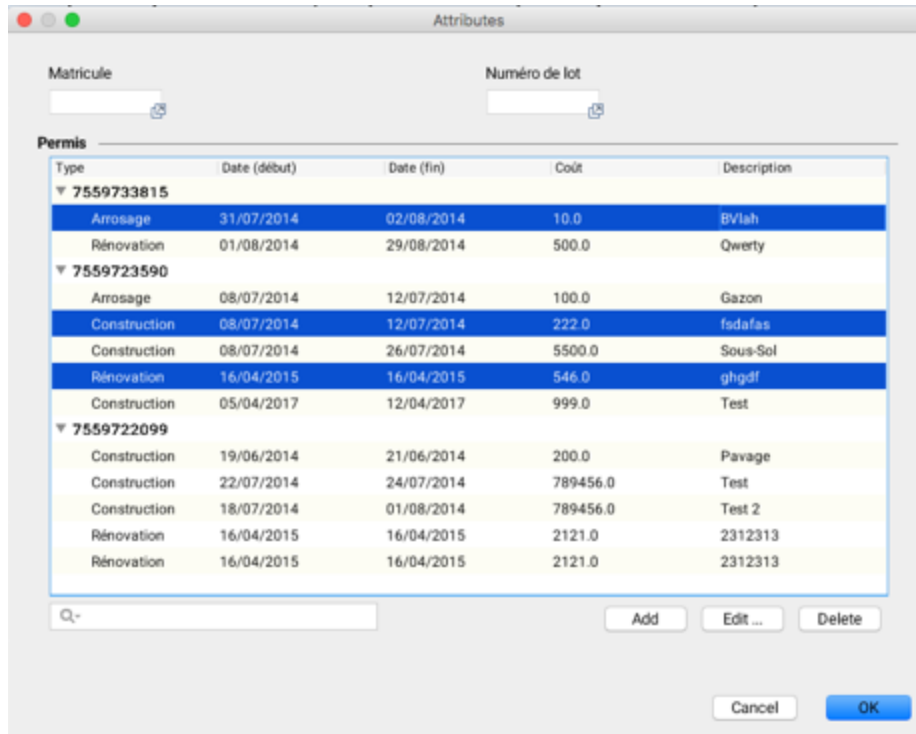 Attributes
Matricule Numéro de lot
Permis
Type Date (début) Date (fin) Coût Description
7559733815
Arrosage 31/07/2014 02/08/2014 10.0 BVlah
Rénovation 01/08/2014 29/08/2014 500.0 Qwerty
7559723590
Arrosage 08/07/2014 12/07/2014 100.0 Gazon
Construction 08/07/2014 12/07/2014 222.0 fsdafas
Construction 08/07/2014 26/07/2014 5500.0 Sous-Sol
Rénovation 16/04/2015 16/04/2015 546.0 ghgdf
Construction 05/04/2017 12/04/2017 999.0 Test
7559722099
Construction 19/06/2014 21/06/2014 200.0 Pavage
Construction 22/07/2014 24/07/2014 789456.0 Test
Construction 18/07/2014 01/08/2014 789456.0 Test 2
Rénovation 16/04/2015 16/04/2015 2121.0 2312313
Rénovation 16/04/2015 16/04/2015 2121.0 2312313
Add Edit ... Delete
Cancel OK